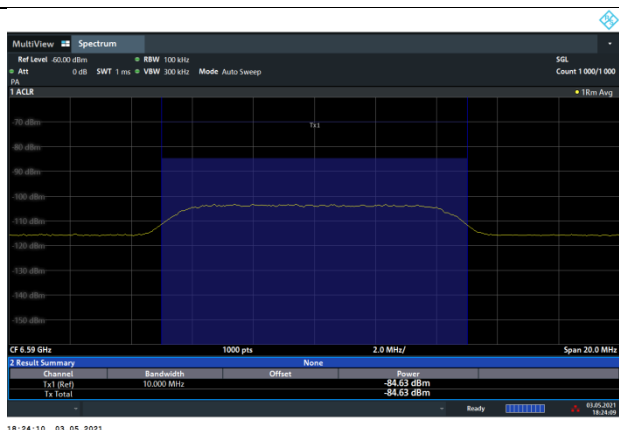 MultiView Spectrum
Ref Level -60.00 dBm RBW 100 kHz SGL
Att 0 dB SWT 1 ms VBW 300 kHz Mode Auto Sweep Count 1 000/1 000
PA
1 ACLR 1Rm Avg
-70 dBm
Tx1
-80 dBm
-90 dBm
-100 dBm
-110 dBm
-120 dBm
-130 dBm
-140 dBm
-150 dBm
CF 6.59 GHz 1000 pts 2.0 MHz/ Span 20.0 MHz
2 Result Summary None
Channel Bandwidth Offset Power
Tx1 (Ref) 10.000 MHz -84.63 dBm
Tx Total -84.63 dBm
Ready 03.05.2021
18:24:09
18:24:10 03.05.2021